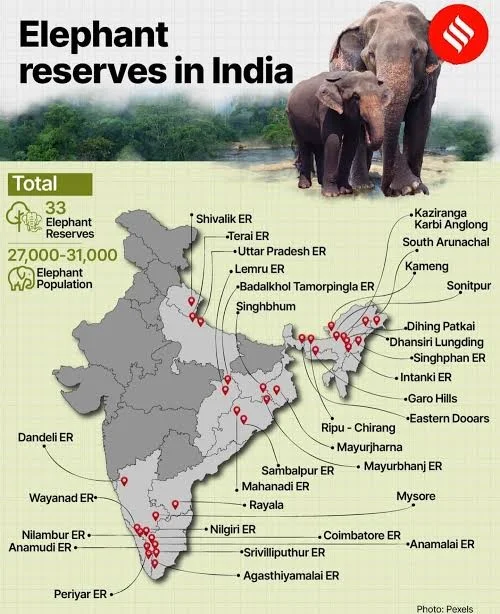 Elephant
reserves in India
Total
33
Elephant
Reserves
27,000-31,000
Elephant
Population
Shivalik ER
Terai ER
Uttar Pradesh ER
Lemru ER
Badalkhol Tamorpingla ER
Singhbhum
Kaziranga
Karbi Anglong
South Arunachal
Kameng
Sonitpur
Dihing Patkai
Dhansiri Lungding
Singhphan ER
Intanki ER
Garo Hills
Eastern Dooars
Ripu - Chirang
Mayurjharna
Mayurbhanj ER
Sambalpur ER
Mahanadi ER
Rayala
Mysore
Dandeli ER
Wayanad ER
Nilambur ER
Anamudi ER
Periyar ER
Nilgiri ER
Coimbatore ER
Anamalai ER
Srivilliputhur ER
Agasthiyamalai ER
Photo: Pexels